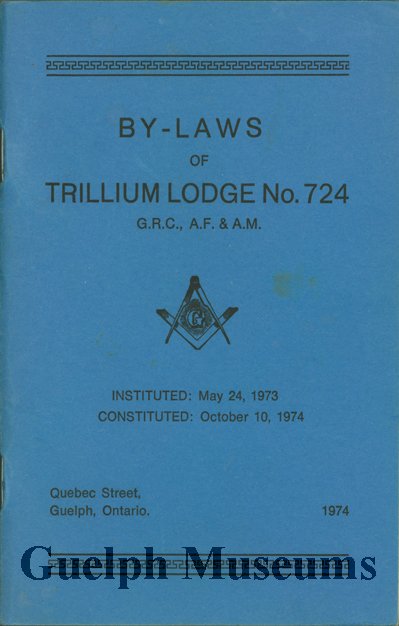 BY-LAWS
OF
TRILLIUM LODGE No. 724
G.R.C., A.F. & A.M.
G
INSTITUTED: May 24, 1973
CONSTITUTED: October 10, 1974
Quebec Street,
Guelph, Ontario. 1974
Guelph Museums